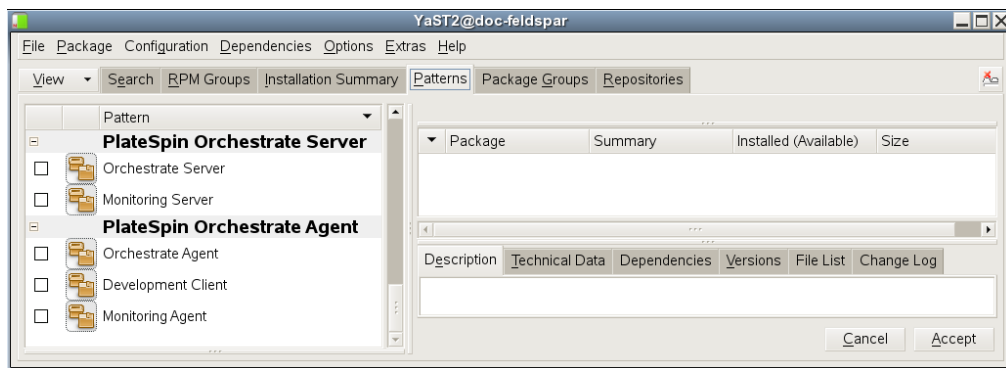 YaST2@doc-feldspar
File Package Configuration Dependencies Options Extras Help
View Search RPM Groups Installation Summary Patterns Package Groups Repositories
Pattern
PlateSpin Orchestrate Server
Orchestrate Server
Monitoring Server
PlateSpin Orchestrate Agent
Orchestrate Agent
Development Client
Monitoring Agent
Package Summary Installed (Available) Size
Description Technical Data Dependencies Versions File List Change Log
Cancel Accept